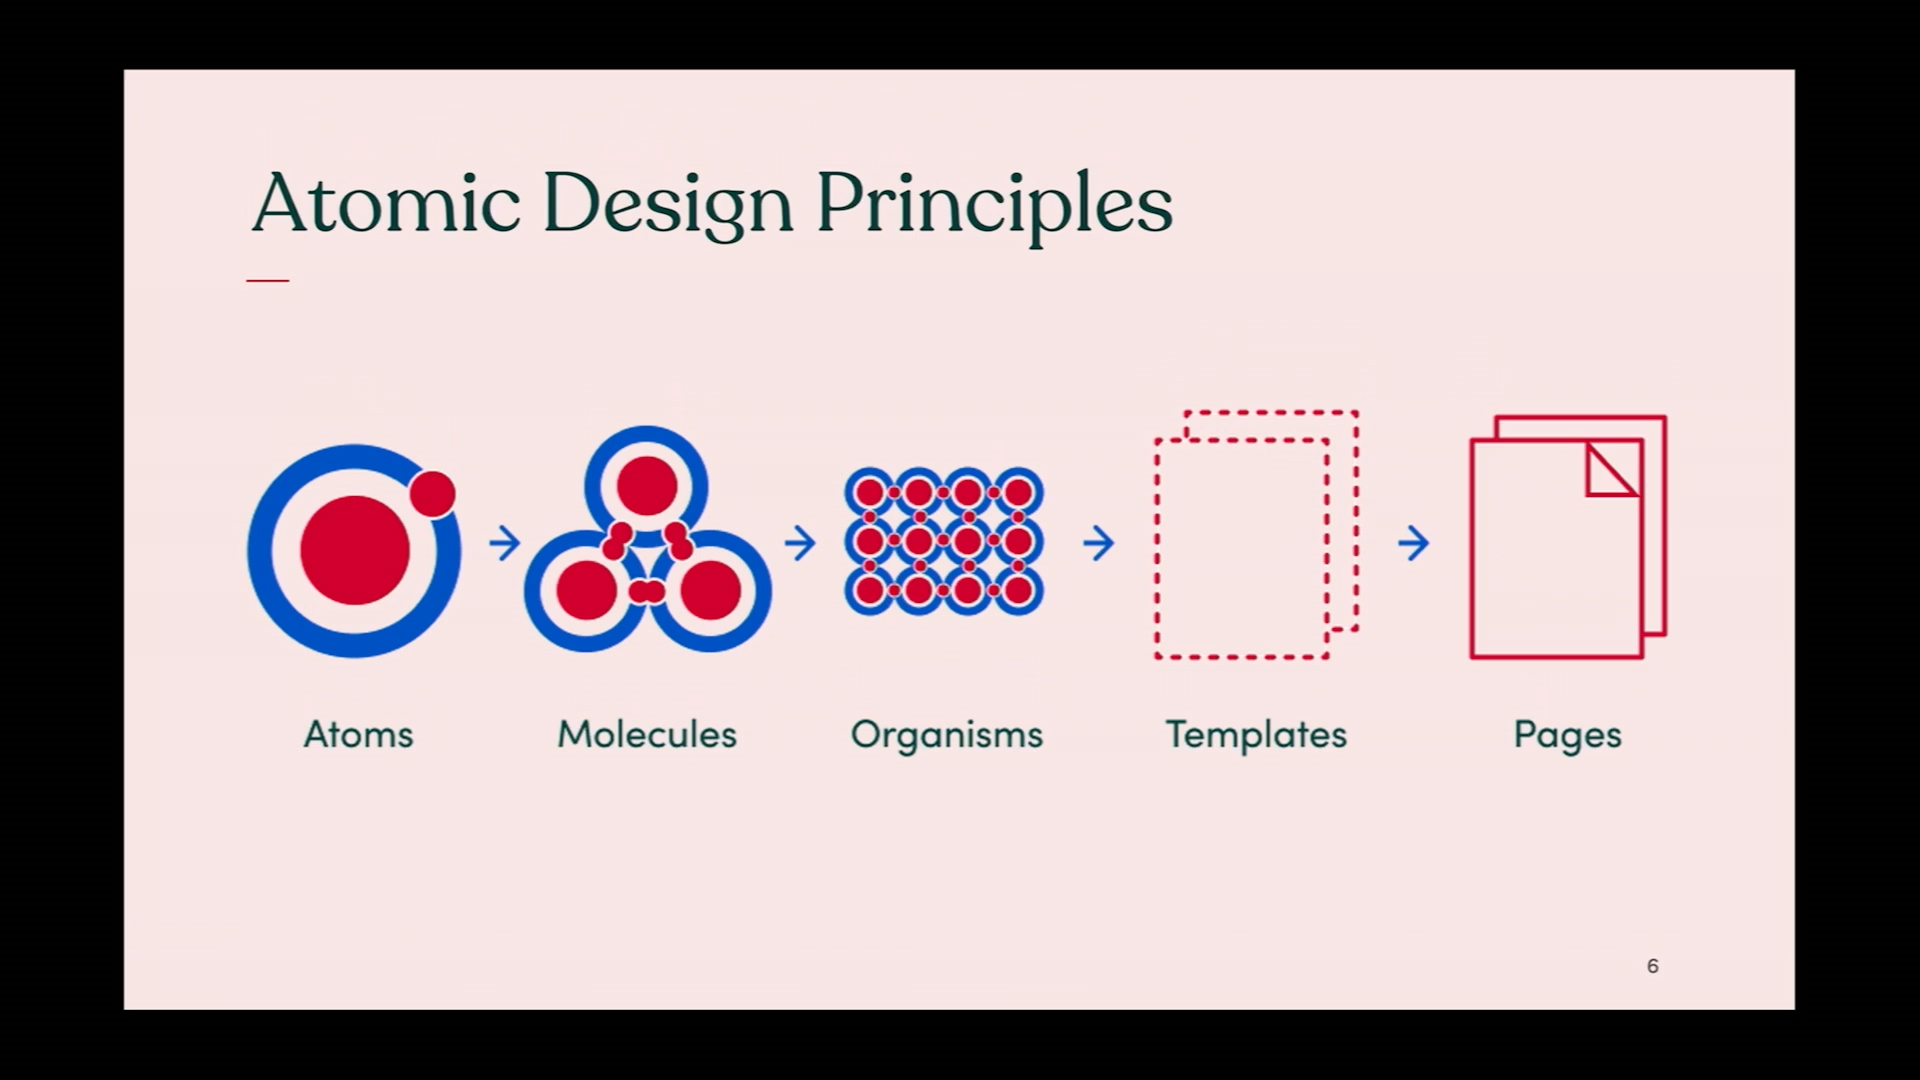 Atomic Design Principles
Atoms
Molecules
Organisms
Templates
Pages
6